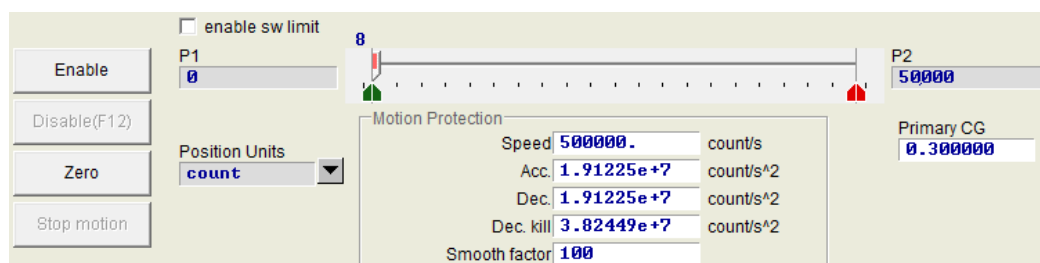 enable sw limit
8
P1
0
P2
50000
Enable
Disable(F12)
Zero
Stop motion
Position Units
count
Motion Protection
Speed 500000. count/s
Acc. 1.91225e+7 count/s^2
Dec. 1.91225e+7 count/s^2
Dec. kill 3.82449e+7 count/s^2
Smooth factor 100
Primary CG
0.300000